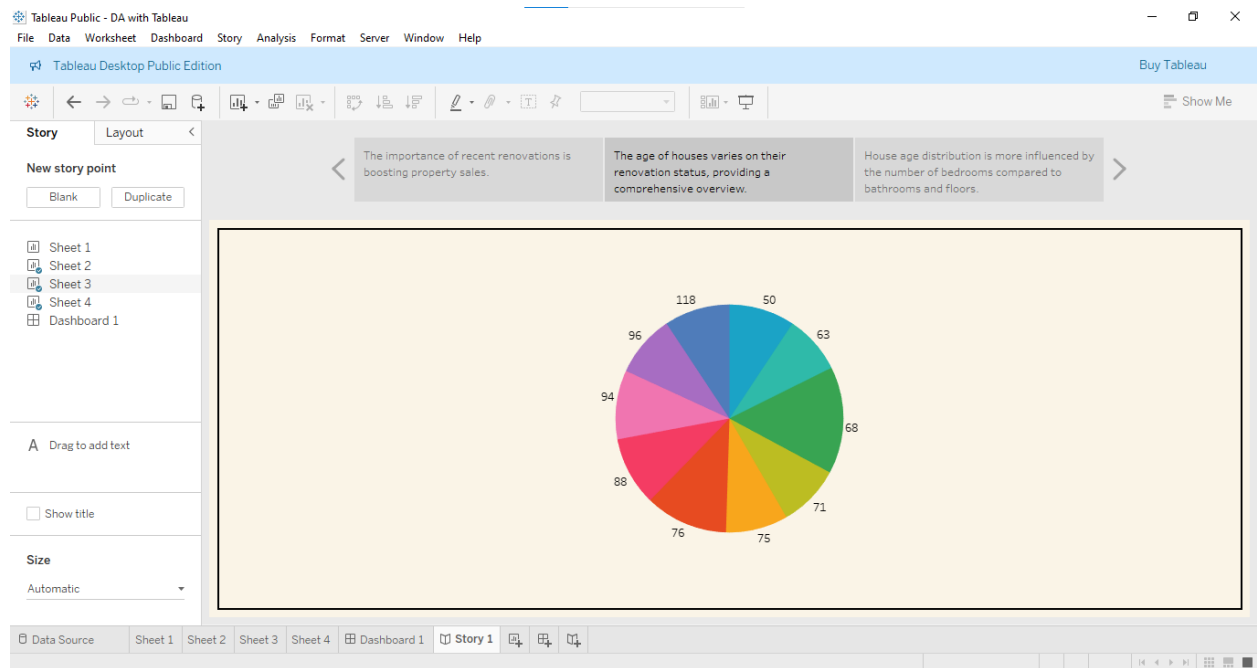 Tableau Public - DA with Tableau
File Data Worksheet Dashboard Story Analysis Format Server Window Help
Tableau Desktop Public Edition
Buy Tableau
Show Me
Story
Layout
New story point
Blank
Duplicate
Sheet 1
Sheet 2
Sheet 3
Sheet 4
Dashboard 1
A Drag to add text
Show title
Size
Automatic
The importance of recent renovations is
boosting property sales.
The age of houses varies on their
renovation status, providing a
comprehensive overview.
House age distribution is more influenced by
the number of bedrooms compared to
bathrooms and floors.
118
50
96
63
94
68
88
71
76
75
Data Source Sheet 1 Sheet 2 Sheet 3 Sheet 4 Dashboard 1 Story 1